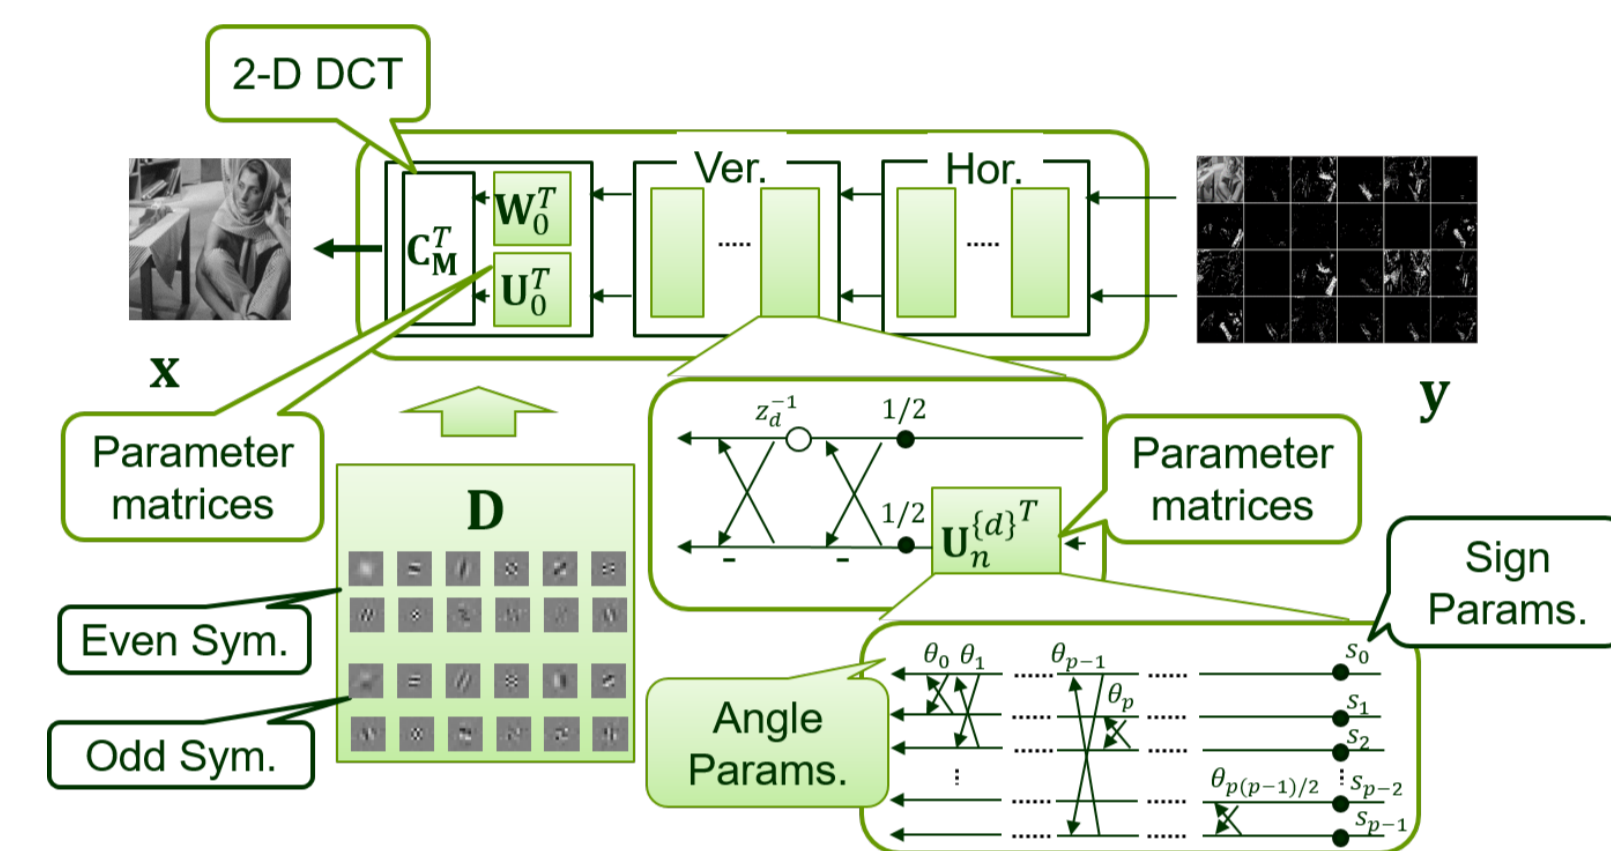 2-D DCT
Ver.
Hor.
.....
.....
C_M^T
W_0^T
U_0^T
x
y
Parameter
matrices
D
Even Sym.
Odd Sym.
z_d^{-1}
1/2
1/2
-
-
U_n^{{d}^T}
Parameter
matrices
Sign
Params.
Angle
Params.
θ_0 θ_1 ...... θ_{p-1} ...... s_0
...... θ_p ...... s_1
...... ...... s_2
⋮ θ_{p(p-1)/2} ⋮ s_{p-2}
...... ......
...... ...... s_{p-1}